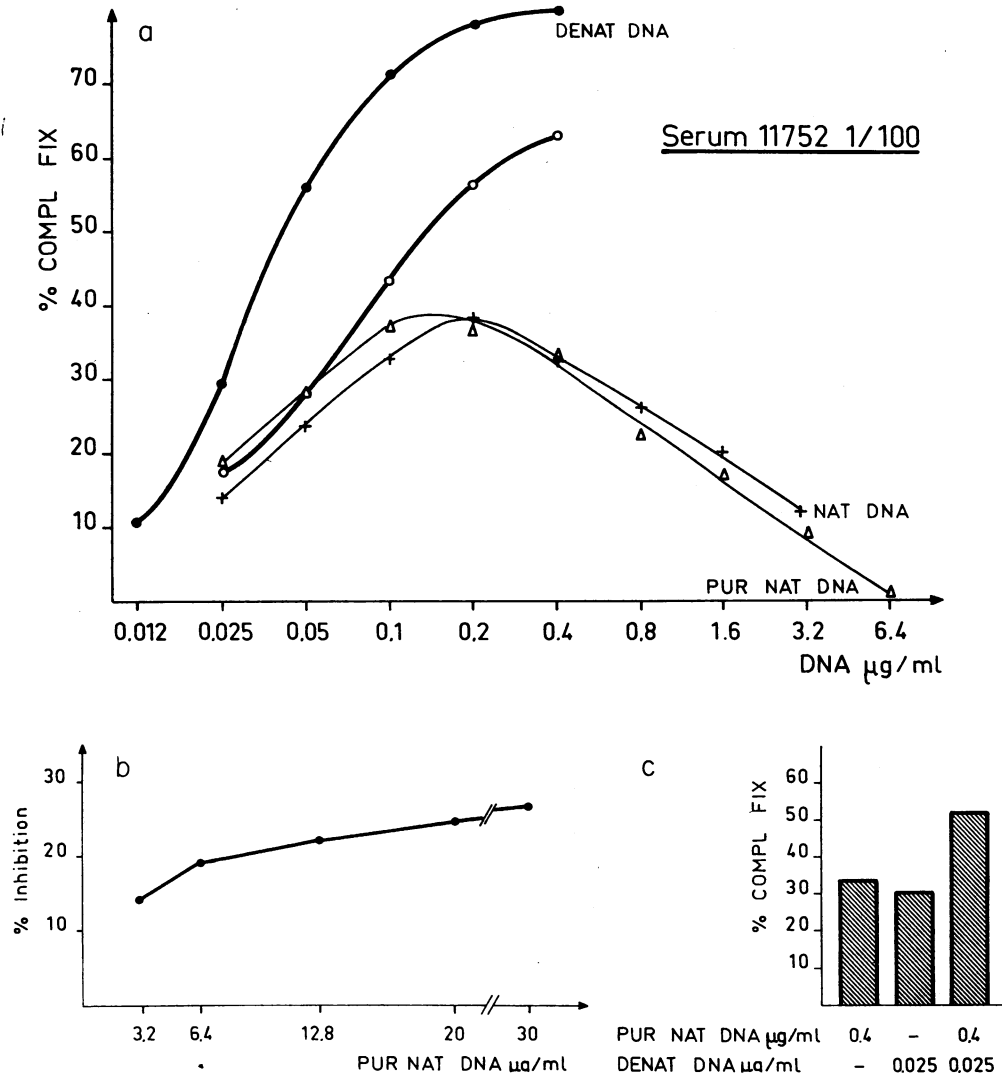 a
DENAT DNA
Serum 11752 1/100
% COMPL FIX
70
60
50
40
30
20
10
NAT DNA
PUR NAT DNA
0.012 0.025 0.05 0.1 0.2 0.4 0.8 1.6 3.2 6.4
DNA µg/ml
b
% Inhibition
30
20
10
3.2 6.4 12.8 20 30
PUR NAT DNA µg/ml
c
% COMPL FIX
60
50
40
30
20
10
PUR NAT DNA µg/ml 0.4 – 0.4
DENAT DNA µg/ml – 0.025 0.025